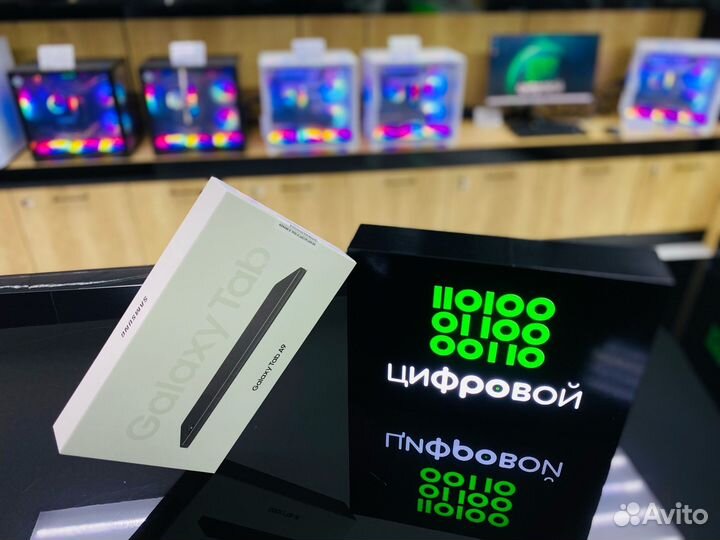 Galaxy Tab
SAMSUNG
Galaxy Tab A9
110100
01100
00110
цифровой
Avito